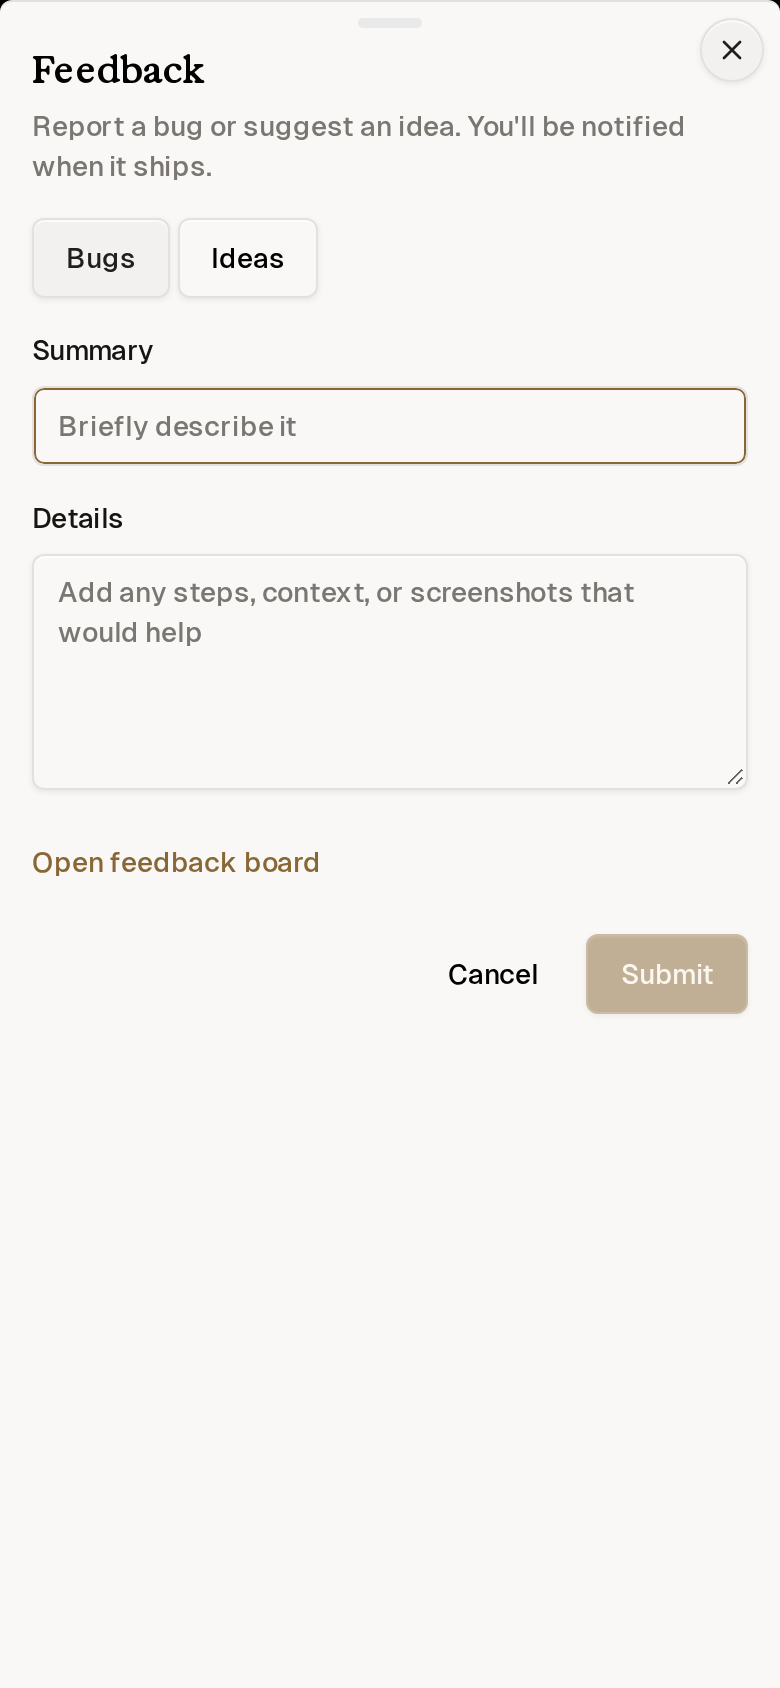 Feedback
Report a bug or suggest an idea. You'll be notified
when it ships.
Bugs
Ideas
Summary
Briefly describe it
Details
Add any steps, context, or screenshots that
would help
Open feedback board
Cancel
Submit